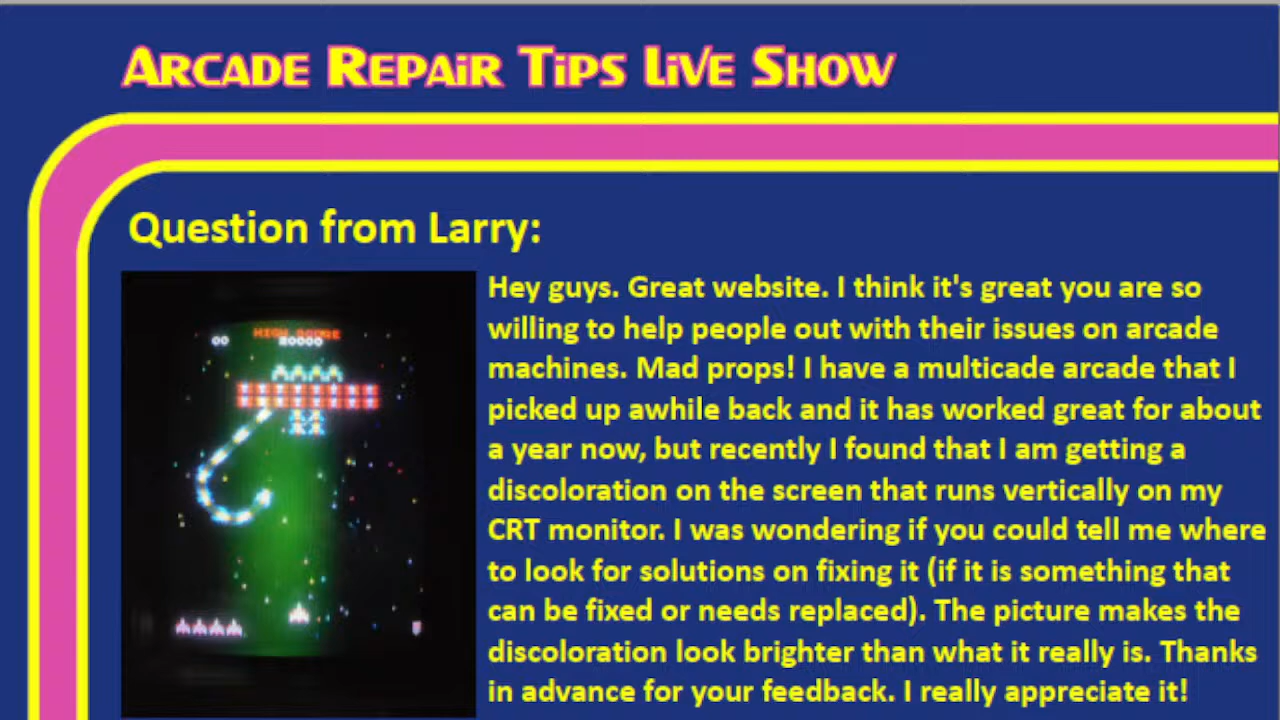 Arcade Repair Tips Live Show
Question from Larry:
00 HIGH SCORE
20000
Hey guys. Great website. I think it's great you are so
willing to help people out with their issues on arcade
machines. Mad props! I have a multicade arcade that I
picked up awhile back and it has worked great for about
a year now, but recently I found that I am getting a
discoloration on the screen that runs vertically on my
CRT monitor. I was wondering if you could tell me where
to look for solutions on fixing it (if it is something that
can be fixed or needs replaced). The picture makes the
discoloration look brighter than what it really is. Thanks
in advance for your feedback. I really appreciate it!